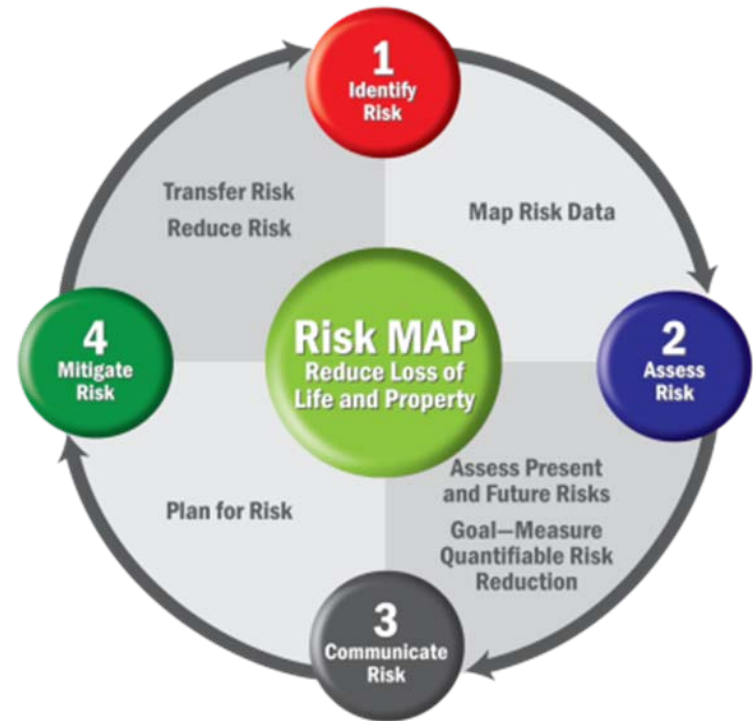 1
Identify
Risk
Transfer Risk
Reduce Risk
Map Risk Data
4
Mitigate
Risk
Risk MAP
Reduce Loss of
Life and Property
2
Assess
Risk
Plan for Risk
Assess Present
and Future Risks
Goal—Measure
Quantifiable Risk
Reduction
3
Communicate
Risk